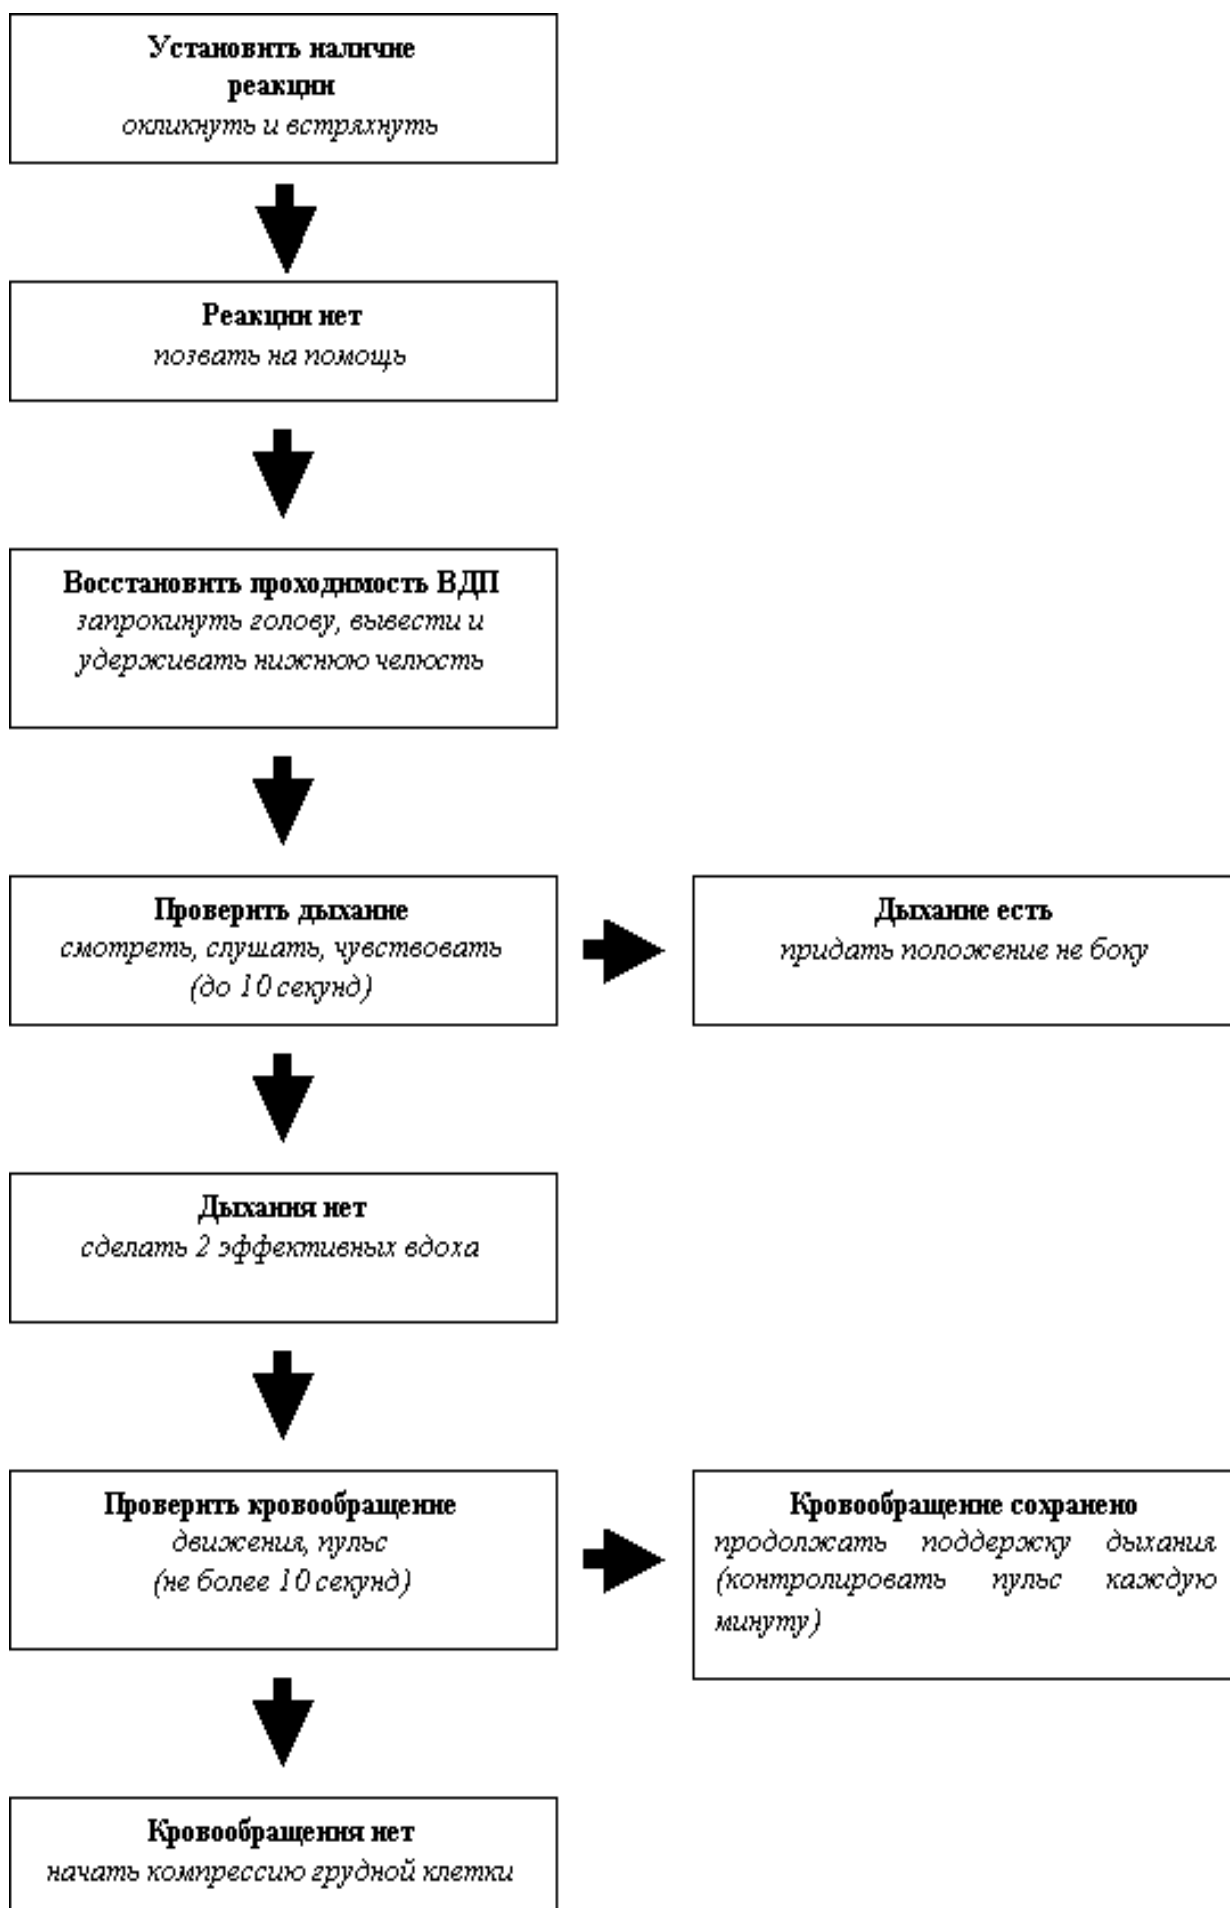 Установить наличие
реакции
окликнуть и встряхнуть
Реакции нет
позвать на помощь
Восстановить проходимость ВДП
запрокинуть голову, вывести и
удерживать нижнюю челюсть
Проверить дыхание
смотреть, слушать, чувствовать
(до 10 секунд)
Дыхание есть
придать положение не боку
Дыхания нет
сделать 2 эффективных вдоха
Проверить кровообращение
движения, пульс
(не более 10 секунд)
Кровообращение сохранено
продолжать поддержку дыхания
(контролировать пульс каждую
минуту)
Кровообращения нет
начать компрессию грудной клетки